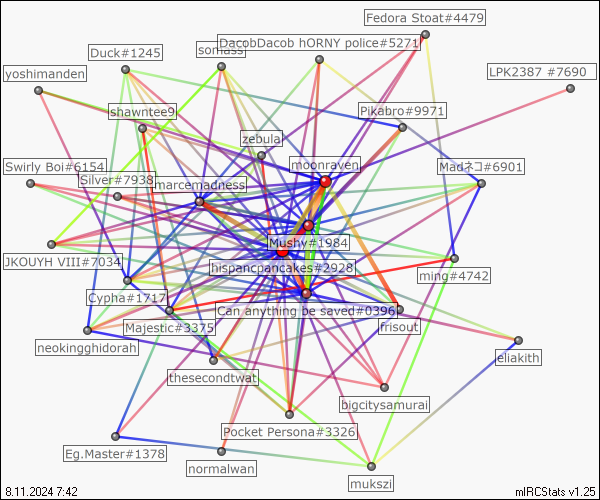 Fedora Stoat#4479
DacobDacob hORNY police#5271
Duck#1245
somass
LPK2387 #7690
yoshimanden
shawntee9
Pikabro#9971
zebula
moonraven
Madネコ#6901
Swirly Boi#6154
Silver#7938
marcemadness
Mushy#1984
JKOUYH VIII#7034
hispancpancakes#2928
ming#4742
Cypha#1717
Can anything be saved#0396
Majestic#3375
frisout
neokingghidorah
eliakith
thesecondtwat
bigcitysamurai
Pocket Persona#3326
Eg.Master#1378
normalwan
mukszi
8.11.2024 7:42
mIRCStats v1.25